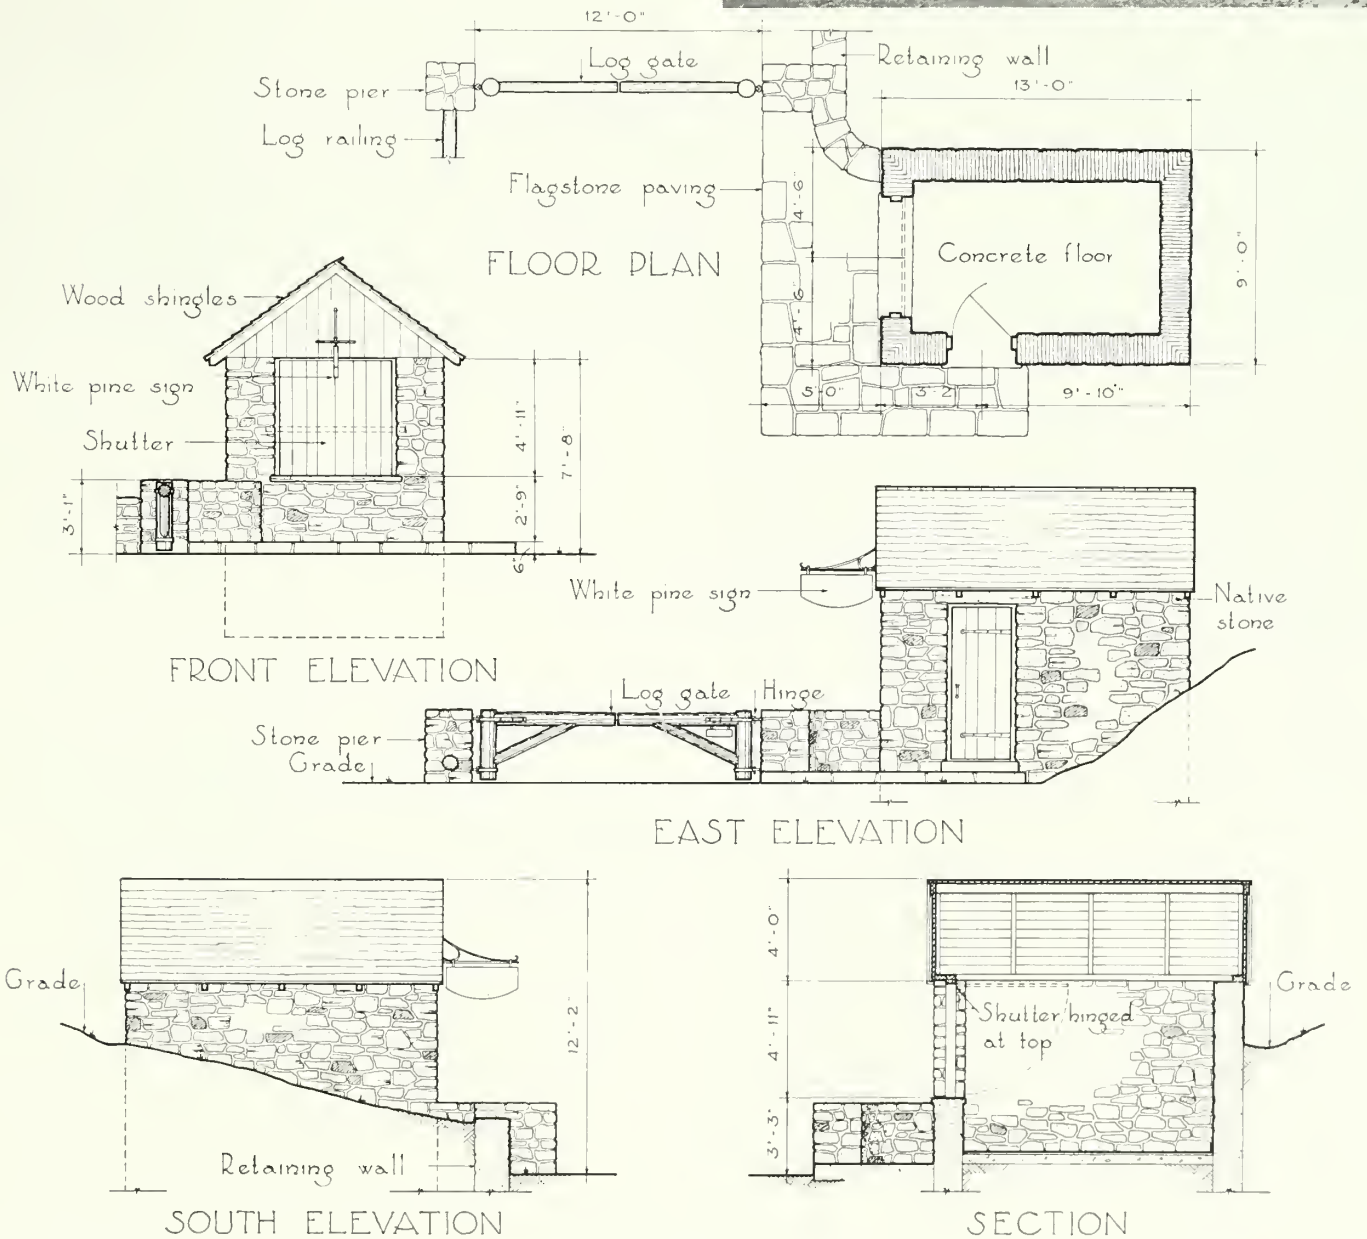 12'-0"
Log gate
Retaining wall
Stone pier
13'-0"
Log railing
Flagstone paving
4'-6"
FLOOR PLAN
Concrete floor
9'-0"
4'-6"
5'-0"
3'-2"
9'-10"
Wood shingles
White pine sign
Shutter
4'-11"
7'-8"
3'-1"
2'-9"
6"
FRONT ELEVATION
White pine sign
Native
stone
Log gate
Hinge
Stone pier
Grade
EAST ELEVATION
Grade
12'-2"
Retaining wall
SOUTH ELEVATION
4'-0"
Grade
Shutter hinged
at top
4'-11"
3'-3"
SECTION